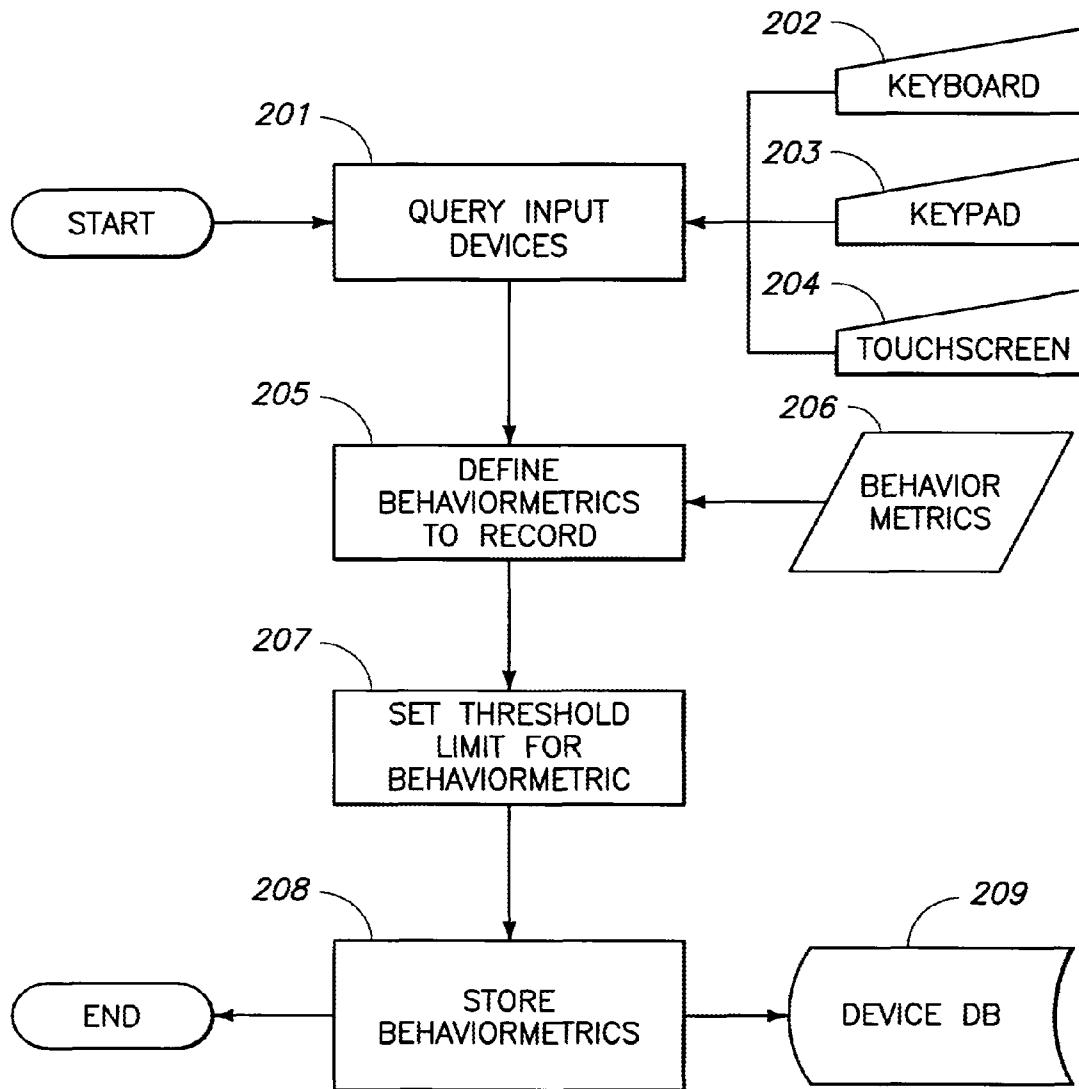 202
KEYBOARD
201
203
START
QUERY INPUT
DEVICES
KEYPAD
204
TOUCHSCREEN
205
206
DEFINE
BEHAVIORMETRICS
TO RECORD
BEHAVIOR
METRICS
207
SET THRESHOLD
LIMIT FOR
BEHAVIORMETRIC
208
209
END
STORE
BEHAVIORMETRICS
DEVICE DB